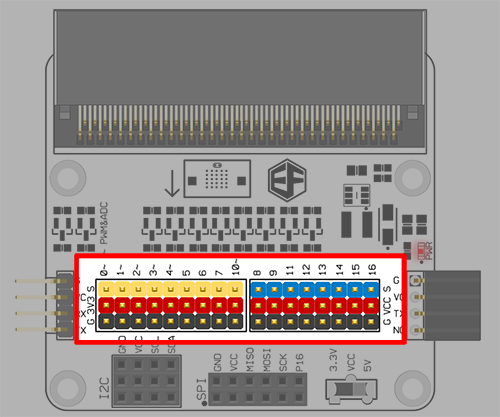 EF
PWM&ADC
PWR
0~ 1~ 2~ 3~ 4~ 5 6 7 10~ 8 9 11 12 13 14 15 16
G 3V3 S
G VCC S
G
VC
TX
NC
GND VCC SCL SDA
I2C
SPI
GND VCC MISO MOSI SCK P16
3.3V VCC 5V